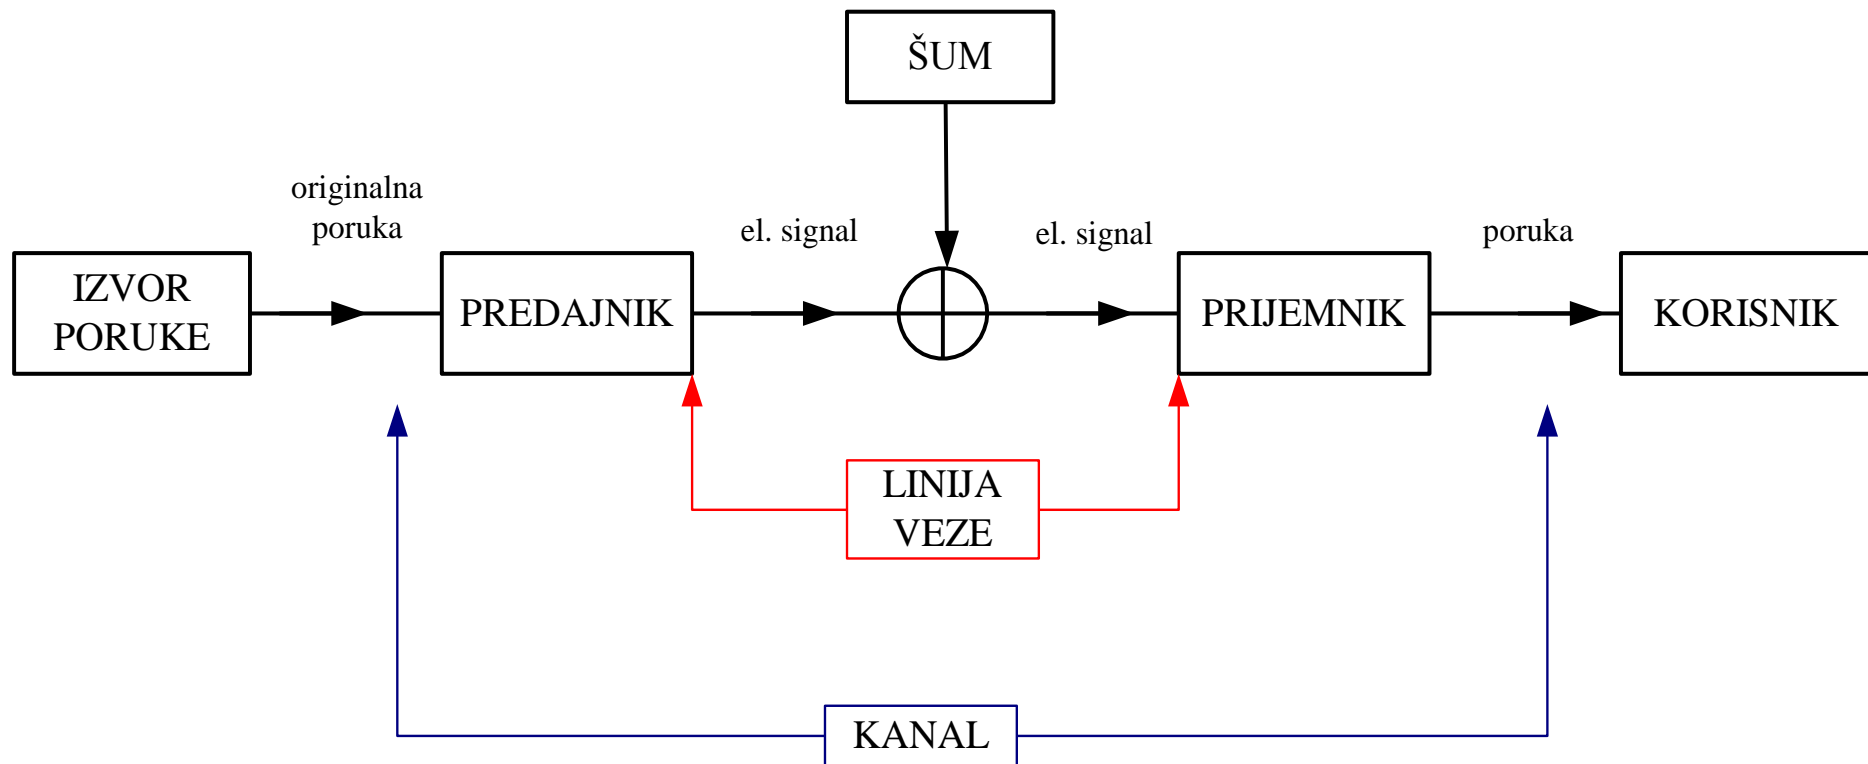 ŠUM
originalna
poruka
el. signal
el. signal
poruka
IZVOR
PORUKE
PREDAJNIK
PRIJEMNIK
KORISNIK
LINIJA
VEZE
KANAL